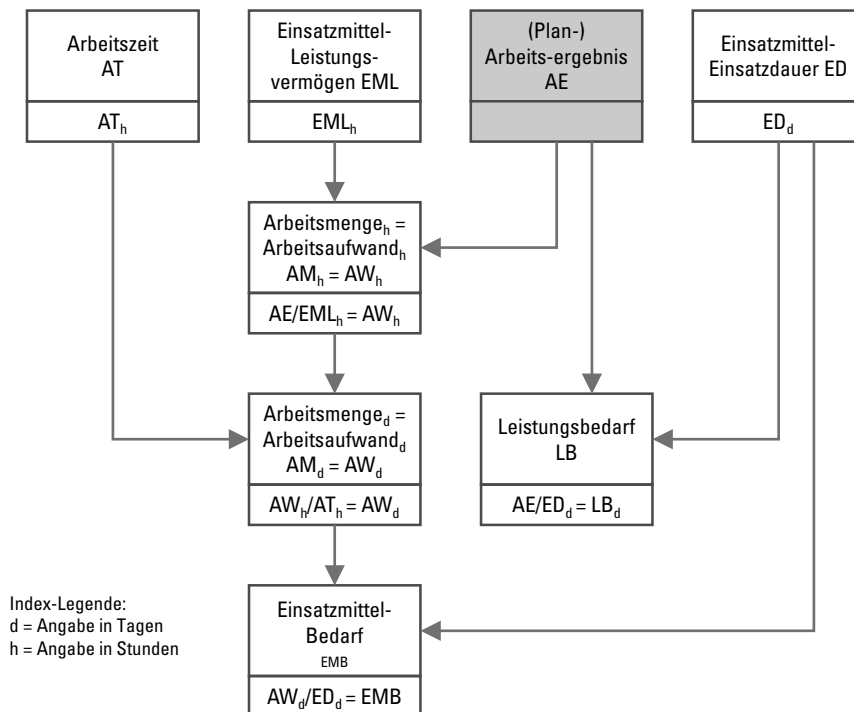 Arbeitszeit
AT
AT_h
Einsatzmittel-
Leistungs-
vermögen EML
EML_h
(Plan-)
Arbeits-ergebnis
AE
Einsatzmittel-
Einsatzdauer ED
ED_d
Arbeitsmenge_h =
Arbeitsaufwand_h
AM_h = AW_h
AE/EML_h = AW_h
Arbeitsmenge_d =
Arbeitsaufwand_d
AM_d = AW_d
AW_h/AT_h = AW_d
Leistungsbedarf
LB
AE/ED_d = LB_d
Index-Legende:
d = Angabe in Tagen
h = Angabe in Stunden
Einsatzmittel-
Bedarf
EMB
AW_d/ED_d = EMB